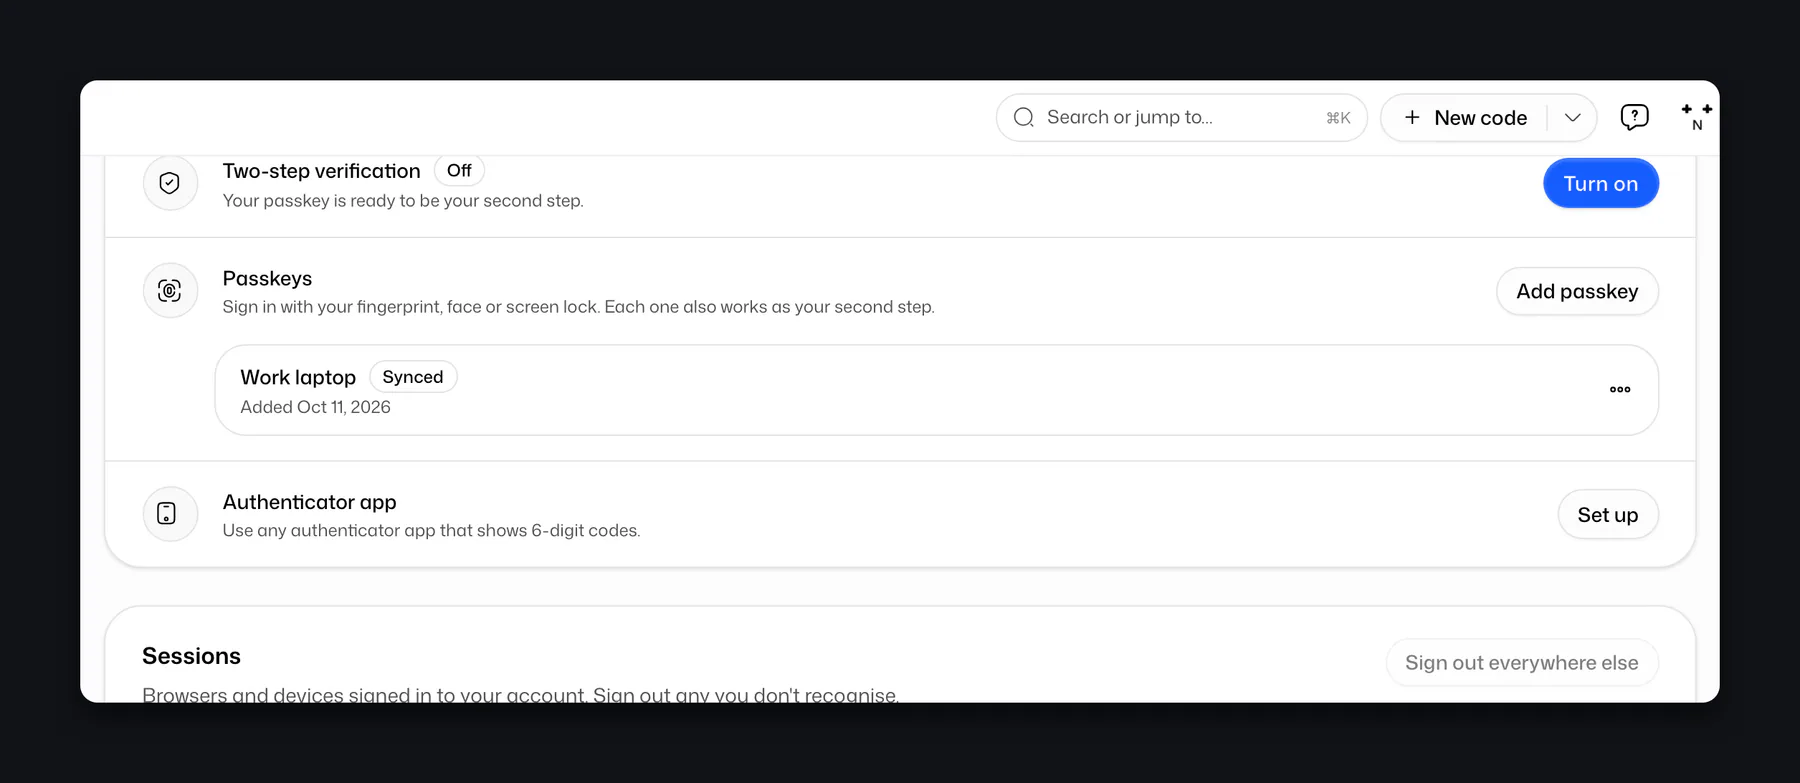 Search or jump to...
⌘K
+ New code
?
N
Two-step verification
Off
Your passkey is ready to be your second step.
Turn on
Passkeys
Sign in with your fingerprint, face or screen lock. Each one also works as your second step.
Add passkey
Work laptop
Synced
Added Oct 11, 2026
Authenticator app
Use any authenticator app that shows 6-digit codes.
Set up
Sessions
Sign out everywhere else
Browsers and devices signed in to your account. Sign out any you don't recognise.